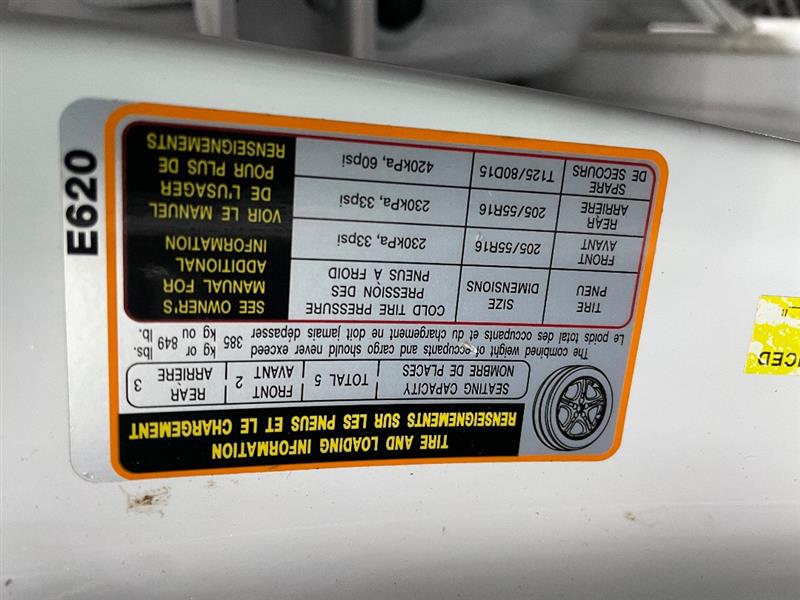 TIRE AND LOADING INFORMATION
RENSEIGNEMENTS SUR LES PNEUS ET LE CHARGEMENT
SEATING CAPACITY
NOMBRE DE PLACES
TOTAL 5
FRONT
AVANT
2
REAR
ARRIÈRE
3
The combined weight of occupants and cargo should never exceed
Le poids total des occupants et du chargement ne doit jamais dépasser
385
kg or 849 lbs.
kg ou lb.
TIRE
PNEU
SIZE
DIMENSIONS
COLD TIRE PRESSURE
PRESSION DES
PNEUS À FROID
FRONT
AVANT
205/55R16
230kPa, 33psi
REAR
ARRIÈRE
205/55R16
230kPa, 33psi
SPARE
DE SECOURS
T125/80D15
420kPa, 60psi
SEE OWNER'S
MANUAL FOR
ADDITIONAL
INFORMATION
VOIR LE MANUEL
DE L'USAGER
POUR PLUS DE
RENSEIGNEMENTS
E620
NCED